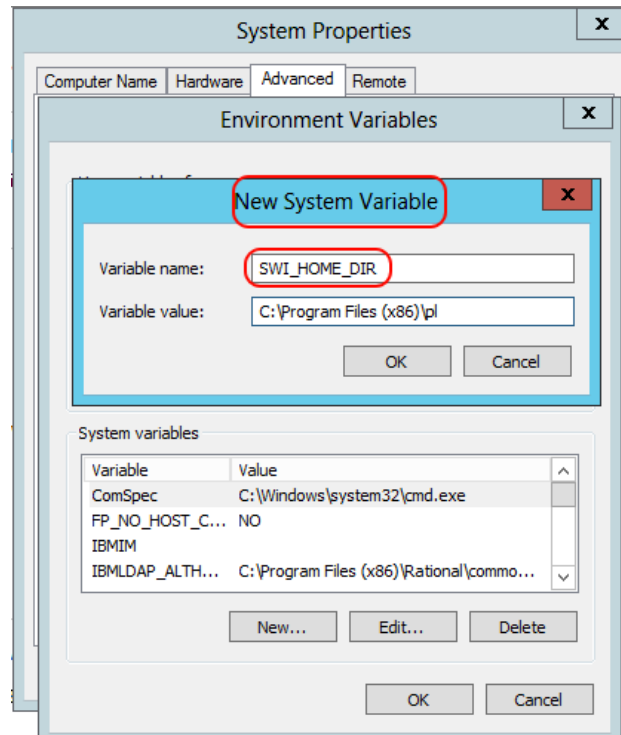 System Properties
x
Computer Name Hardware Advanced Remote
Environment Variables
x
New System Variable
x
Variable name: SWI_HOME_DIR
Variable value: C:\Program Files (x86)\pl
OK Cancel
System variables
Variable Value
ComSpec C:\Windows\system32\cmd.exe
FP_NO_HOST_C... NO
IBMIM
IBMLDAP_ALTH... C:\Program Files (x86)\Rational\commo...
New... Edit... Delete
OK Cancel